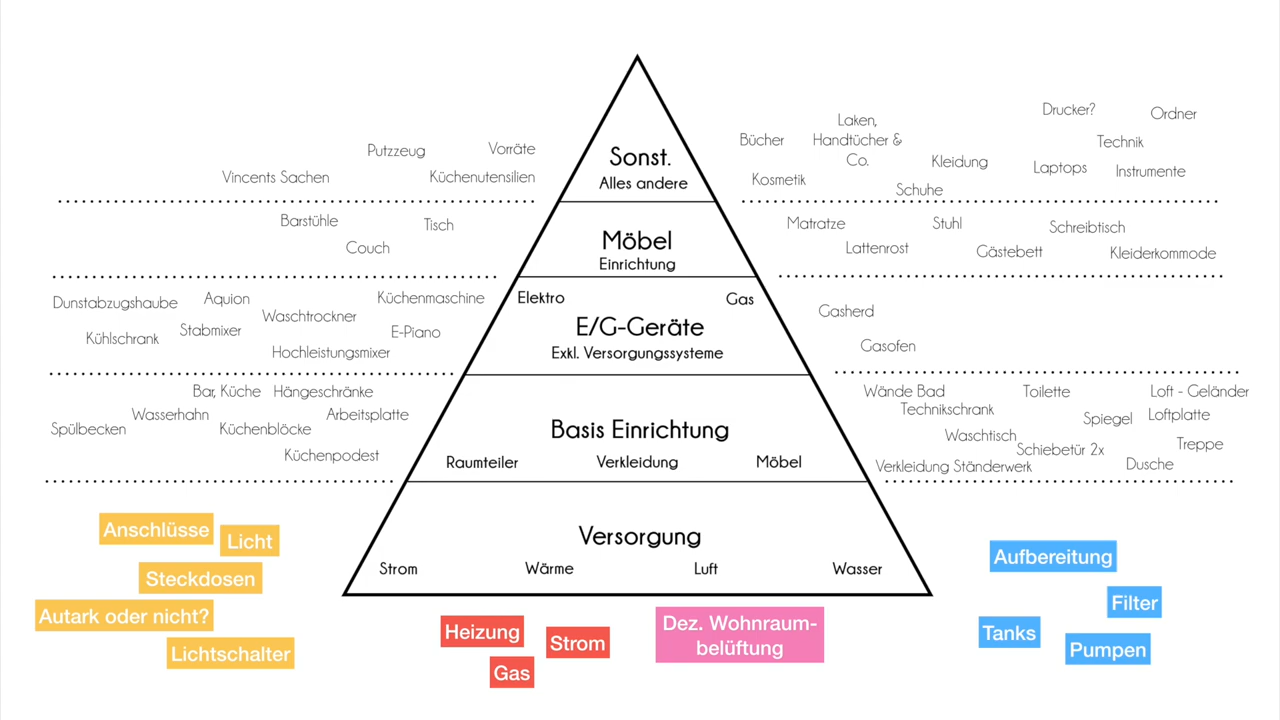 Drucker?
Ordner
Laken,
Bücher
Handtücher &
Technik
Putzzeug
Vorräte
Sonst.
Co.
Kleidung
Laptops
Instrumente
Vincents Sachen
Küchenutensilien
Alles andere
Kosmetik
Schuhe
Barstühle
Tisch
Matratze
Stuhl
Schreibtisch
Möbel
Couch
Lattenrost
Gästebett
Kleiderkommode
Einrichtung
Dunstabzugshaube
Aquion
Küchenmaschine
Elektro
Gas
Waschtrockner
Gasherd
Kühlschrank
Stabmixer
E-Piano
E/G-Geräte
Hochleistungsmixer
Exkl. Versorgungssysteme
Gasofen
Bar, Küche
Hängeschränke
Wände Bad
Toilette
Loft - Geländer
Wasserhahn
Arbeitsplatte
Technikschrank
Spiegel
Loftplatte
Spülbecken
Küchenblöcke
Basis Einrichtung
Waschtisch
Schiebetür 2x
Treppe
Küchenpodest
Raumteiler
Verkleidung
Möbel
Verkleidung Ständerwerk
Dusche
Anschlüsse
Licht
Versorgung
Aufbereitung
Steckdosen
Strom
Wärme
Luft
Wasser
Autark oder nicht?
Filter
Heizung
Strom
Dez. Wohnraum-
belüftung
Tanks
Lichtschalter
Gas
Pumpen